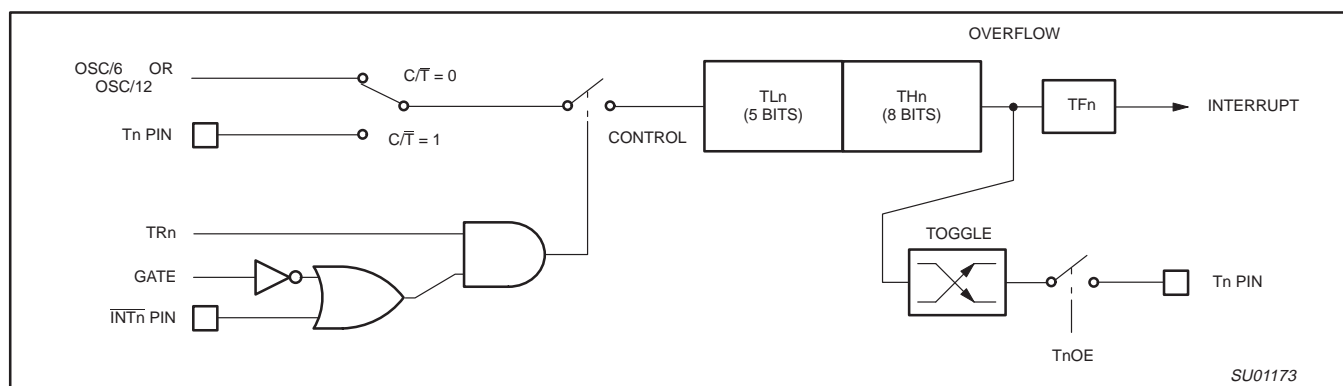 OVERFLOW
OSC/6 OR
OSC/12
C/T̅ = 0
TLn
(5 BITS)
THn
(8 BITS)
TFn
INTERRUPT
Tn PIN
C/T̅ = 1
CONTROL
TRn
TOGGLE
GATE
Tn PIN
I̅N̅T̅n̅ PIN
TnOE
SU01173